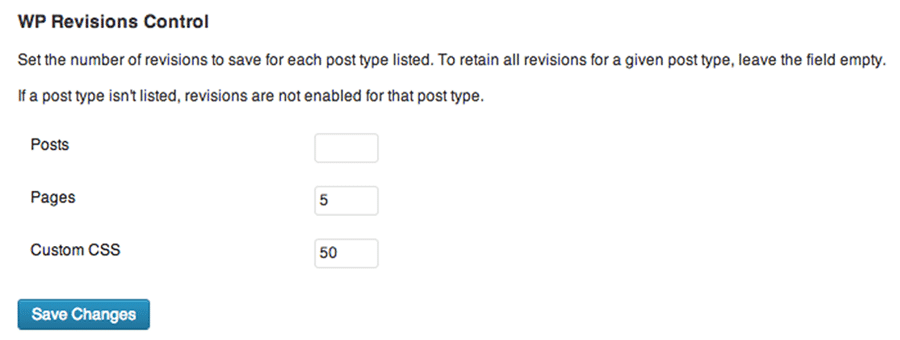 WP Revisions Control
Set the number of revisions to save for each post type listed. To retain all revisions for a given post type, leave the field empty.
If a post type isn't listed, revisions are not enabled for that post type.
Posts
Pages 5
Custom CSS 50
Save Changes